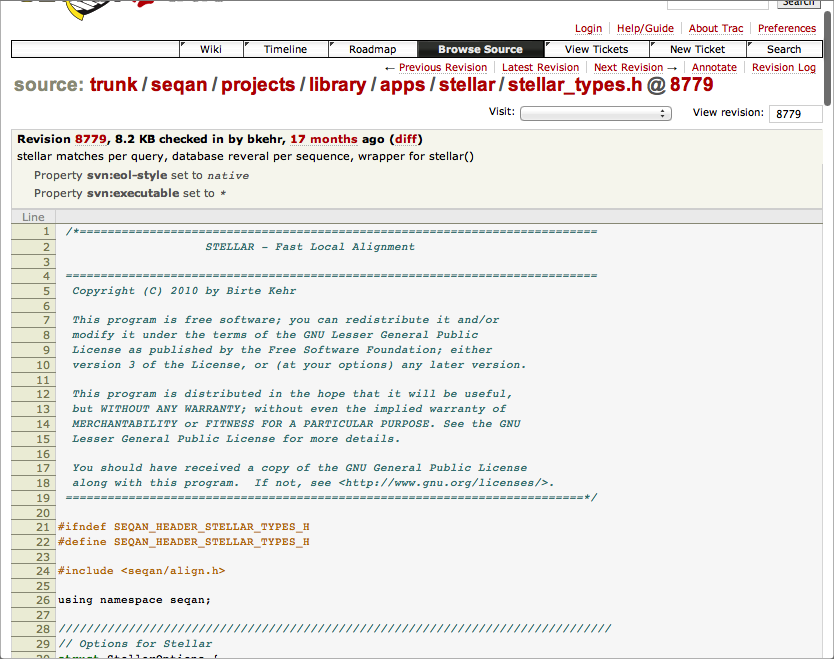 Search
Login Help/Guide About Trac Preferences
Wiki Timeline Roadmap Browse Source View Tickets New Ticket Search
← Previous Revision Latest Revision Next Revision → Annotate Revision Log
source: trunk/seqan/projects/library/apps/stellar/stellar_types.h @ 8779
Visit: View revision: 8779
Revision 8779, 8.2 KB checked in by bkehr, 17 months ago (diff)
stellar matches per query, database reveral per sequence, wrapper for stellar()
Property svn:eol-style set to native
Property svn:executable set to *
Line
1 /*==========================================================================
2 STELLAR - Fast Local Alignment
3
4 ============================================================================
5 Copyright (C) 2010 by Birte Kehr
6
7 This program is free software; you can redistribute it and/or
8 modify it under the terms of the GNU Lesser General Public
9 License as published by the Free Software Foundation; either
10 version 3 of the License, or (at your options) any later version.
11
12 This program is distributed in the hope that it will be useful,
13 but WITHOUT ANY WARRANTY; without even the implied warranty of
14 MERCHANTABILITY or FITNESS FOR A PARTICULAR PURPOSE. See the GNU
15 Lesser General Public License for more details.
16
17 You should have received a copy of the GNU General Public License
18 along with this program.  If not, see <http://www.gnu.org/licenses/>.
19 ==========================================================================*/
20
21 #ifndef SEQAN_HEADER_STELLAR_TYPES_H
22 #define SEQAN_HEADER_STELLAR_TYPES_H
23
24 #include <seqan/align.h>
25
26 using namespace seqan;
27
28 ///////////////////////////////////////////////////////////////////////////////
29 // Options for Stellar
30 struct StellarOptions {